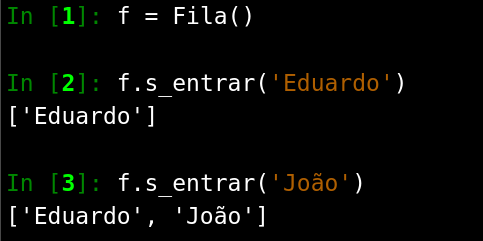 In [1]: f = Fila()
In [2]: f.s_entrar('Eduardo')
['Eduardo']
In [3]: f.s_entrar('João')
['Eduardo', 'João']